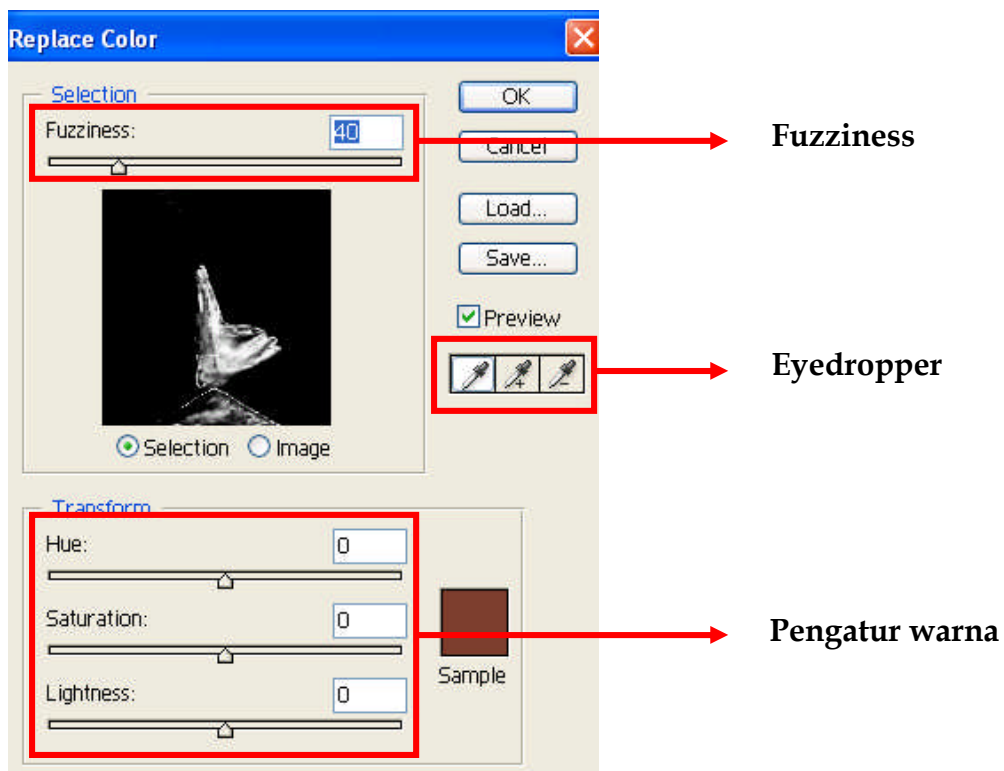 Replace Color
Selection
OK
Fuzziness:
40
Fuzziness
Cancel
Load...
Save...
Preview
Eyedropper
Selection
Image
Transform
Hue:
0
Saturation:
0
Pengatur warna
Sample
Lightness:
0